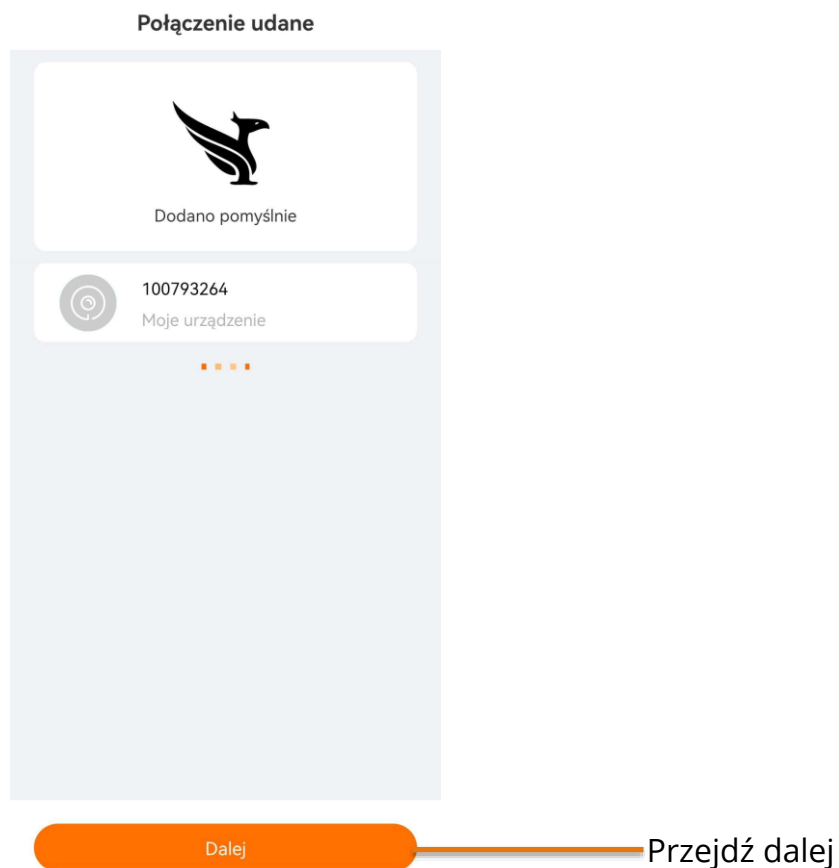 Połączenie udane
Dodano pomyślnie
100793264
Moje urządzenie
Dalej
Przejdź dalej